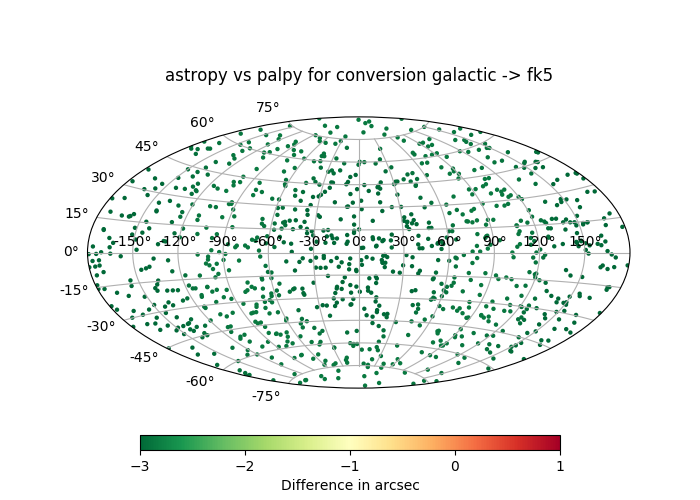 astropy vs palpy for conversion galactic -> fk5
75°
60°
45°
30°
15°
-150° -120° -90° -60° -30° 0° 30° 60° 90° 120° 150°
0°
-15°
-30°
-45°
-60°
-75°
−3 −2 −1 0 1
Difference in arcsec